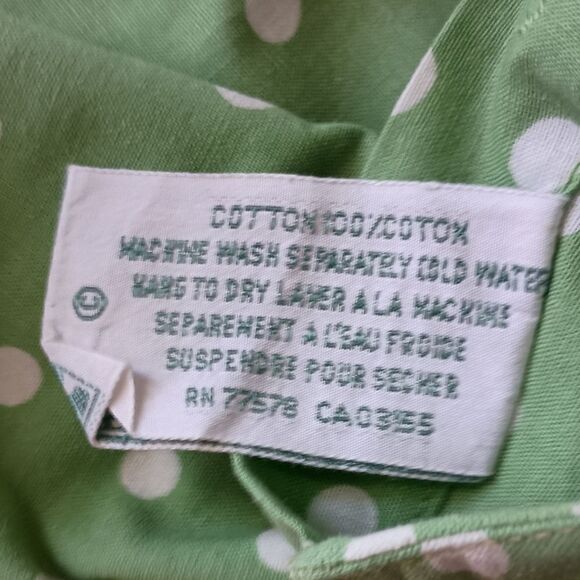 COTTON 100% COTON
MACHINE WASH SEPARATELY COLD WATER
HANG TO DRY LAVER A LA MACHINE
SEPAREMENT A L'EAU FROIDE
SUSPENDRE POUR SECHER
RN 77578 CA03155
©